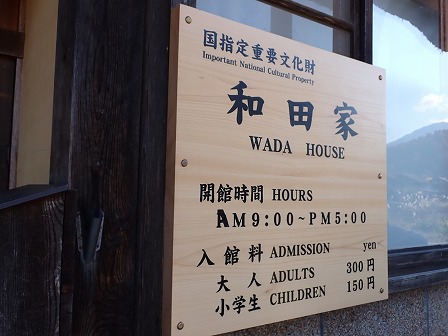 国指定重要文化財
Important National Cultural Property
和田家
WADA HOUSE
開館時間 HOURS
AM9:00~PM5:00
入館料 ADMISSION yen
大人 ADULTS 300円
小学生 CHILDREN 150円